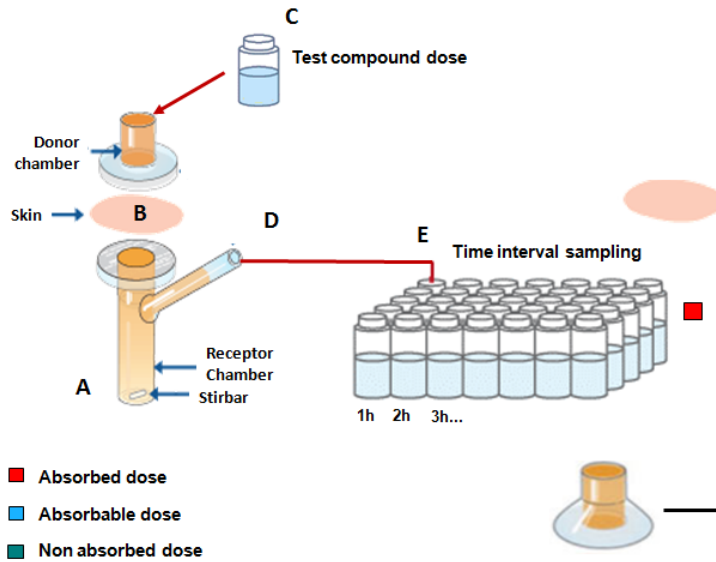 C
Test compound dose
Donor
chamber
Skin
B
D
E
Time interval sampling
A
Receptor
Chamber
Stirbar
1h 2h 3h...
Absorbed dose
Absorbable dose
Non absorbed dose